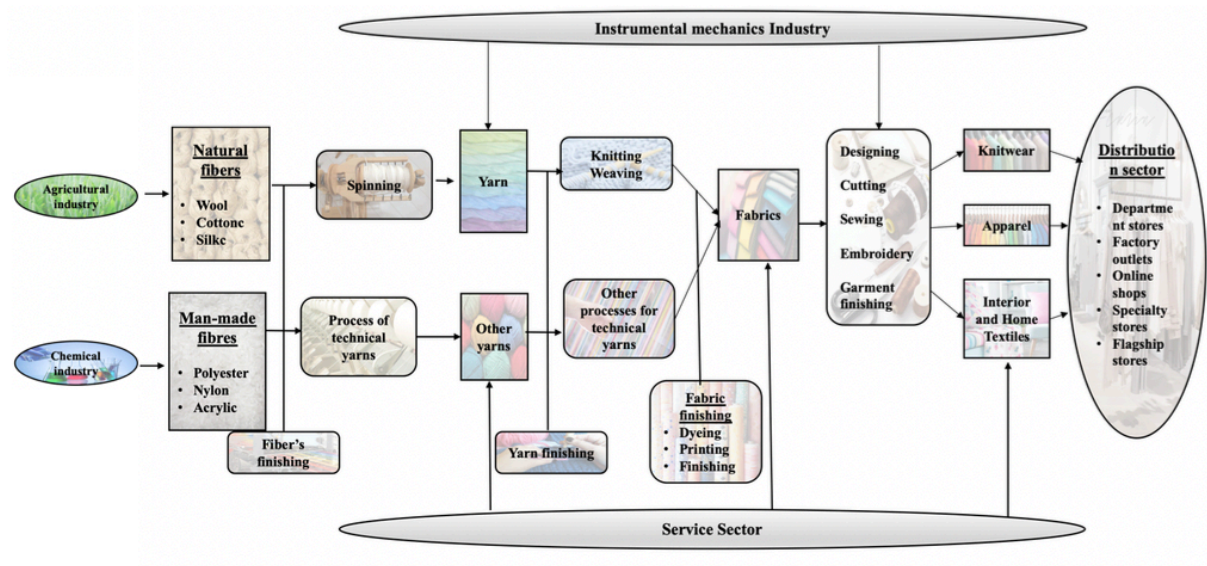 Instrumental mechanics Industry
Agricultural
industry
Natural
fibers
• Wool
• Cottonc
• Silkc
Spinning
Yarn
Knitting
Weaving
Fabrics
Designing
Cutting
Sewing
Embroidery
Garment
finishing
Knitwear
Apparel
Interior
and Home
Textiles
Distributio
n sector
• Departme
nt stores
• Factory
outlets
• Online
shops
• Specialty
stores
• Flagship
stores
Chemical
industry
Man-made
fibres
• Polyester
• Nylon
• Acrylic
Process of
technical
yarns
Other
yarns
Other
processes for
technical
yarns
Fiber's
finishing
Yarn finishing
Fabric
finishing
• Dyeing
• Printing
• Finishing
Service Sector